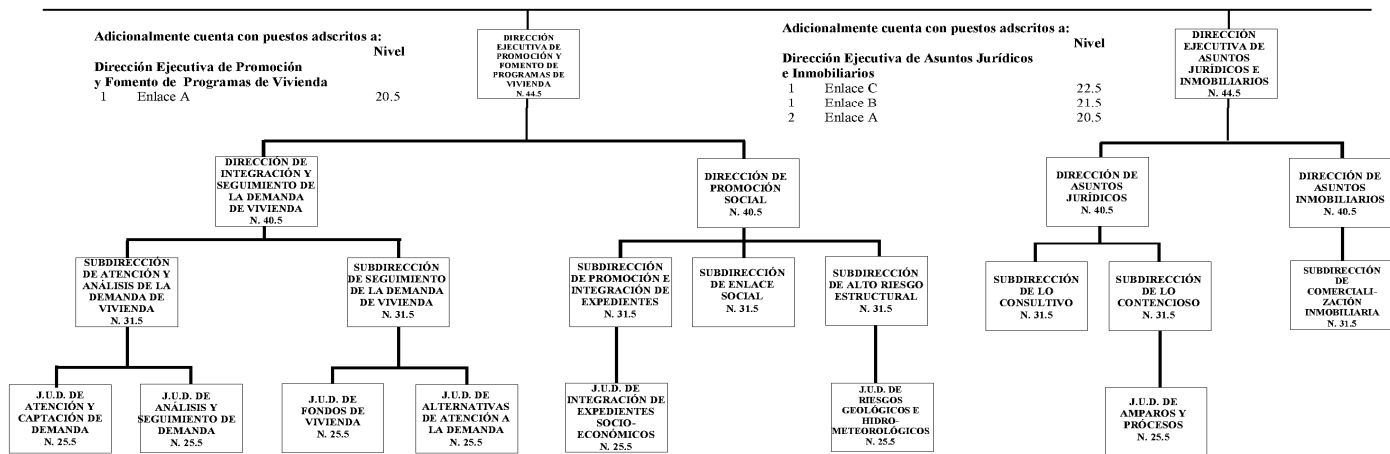 Adicionalmente cuenta con puestos adscritos a:
Nivel
Dirección Ejecutiva de Promoción
y Fomento de Programas de Vivienda
1 Enlace A 20.5
DIRECCIÓN
EJECUTIVA DE
PROMOCIÓN Y
FOMENTO DE
PROGRAMAS DE
VIVIENDA
N. 44.5
Adicionalmente cuenta con puestos adscritos a:
Nivel
Dirección Ejecutiva de Asuntos Jurídicos
e Inmobiliarios
1 Enlace C 22.5
1 Enlace B 21.5
2 Enlace A 20.5
DIRECCIÓN
EJECUTIVA DE
ASUNTOS
JURÍDICOS E
INMOBILIARIOS
N. 44.5
DIRECCIÓN DE
INTEGRACIÓN Y
SEGUIMIENTO DE
LA DEMANDA
DE VIVIENDA
N. 40.5
DIRECCIÓN DE
PROMOCIÓN
SOCIAL
N. 40.5
DIRECCIÓN DE
ASUNTOS
JURÍDICOS
N. 40.5
DIRECCIÓN DE
ASUNTOS
INMOBILIARIOS
N. 40.5
SUBDIRECCIÓN
DE ATENCIÓN Y
ANÁLISIS DE LA
DEMANDA DE
VIVIENDA
N. 31.5
SUBDIRECCIÓN
DE SEGUIMIENTO
DE LA DEMANDA
DE VIVIENDA
N. 31.5
SUBDIRECCIÓN
DE PROMOCIÓN E
INTEGRACIÓN DE
EXPEDIENTES
N. 31.5
SUBDIRECCIÓN
DE ENLACE
SOCIAL
N. 31.5
SUBDIRECCIÓN
DE ALTO RIESGO
ESTRUCTURAL
N. 31.5
SUBDIRECCIÓN
DE LO
CONSULTIVO
N. 31.5
SUBDIRECCIÓN
DE LO
CONTENCIOSO
N. 31.5
SUBDIRECCIÓN
DE
COMERCIALI-
ZACIÓN
INMOBILIARIA
N. 31.5
J.U.D. DE
ATENCIÓN Y
CAPTACIÓN DE
DEMANDA
N. 25.5
J.U.D. DE
ANÁLISIS Y
SEGUIMIENTO DE
DEMANDA
N. 25.5
J.U.D. DE
FONDOS DE
VIVIENDA
N. 25.5
J.U.D. DE
ALTERNATIVAS
DE ATENCIÓN A
LA DEMANDA
N. 25.5
J.U.D. DE
INTEGRACIÓN DE
EXPEDIENTES
SOCIO-
ECONÓMICOS
N. 25.5
J.U.D. DE
RIESGOS
GEOLÓGICOS E
HIDRO-
METEOROLÓGICOS
N. 25.5
J.U.D. DE
AMPAROS Y
PRÓCESOS
N. 25.5